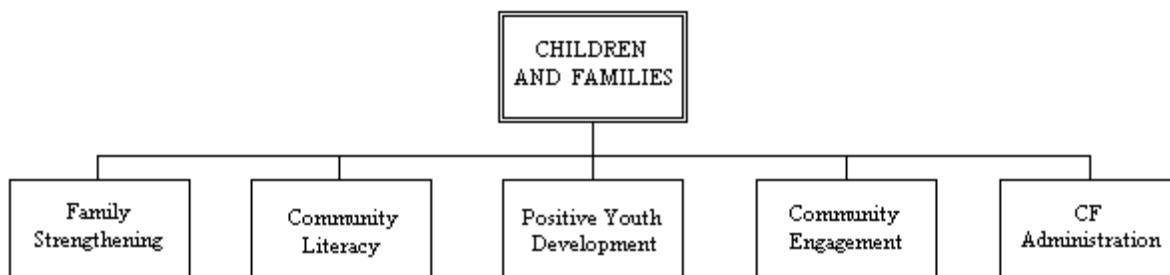 CHILDREN
AND FAMILIES
Family
Strengthening
Community
Literacy
Positive Youth
Development
Community
Engagement
CF
Administration